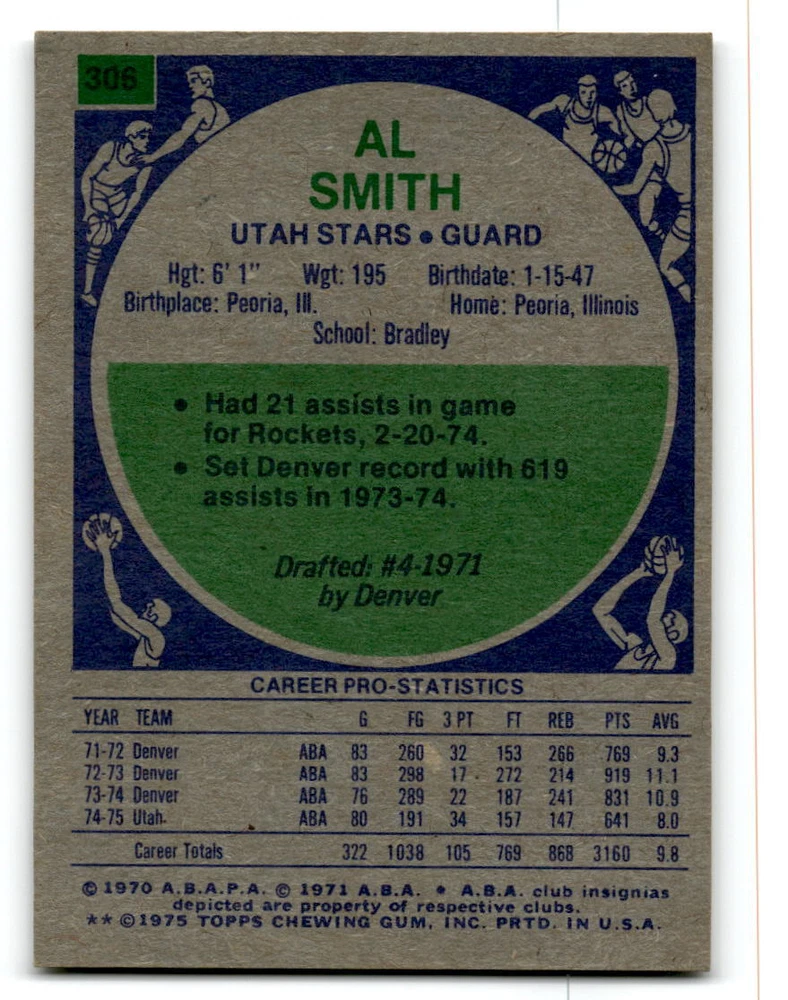 306
AL
SMITH
UTAH STARS • GUARD
Hgt: 6' 1" Wgt: 195 Birthdate: 1-15-47
Birthplace: Peoria, Ill. Home: Peoria, Illinois
School: Bradley
• Had 21 assists in game
for Rockets, 2-20-74.
• Set Denver record with 619
assists in 1973-74.
Drafted: #4-1971
by Denver
CAREER PRO-STATISTICS
YEAR TEAM G FG 3 PT FT REB PTS AVG
71-72 Denver ABA 83 260 32 153 266 769 9.3
72-73 Denver ABA 83 298 17 272 214 919 11.1
73-74 Denver ABA 76 289 22 187 241 831 10.9
74-75 Utah ABA 80 191 34 157 147 641 8.0
Career Totals 322 1038 105 769 868 3160 9.8
© 1970 A.B.A.P.A. © 1971 A.B.A. • A.B.A. club insignias
depicted are property of respective clubs.
** © 1975 TOPPS CHEWING GUM, INC. PRTD. IN U.S.A.